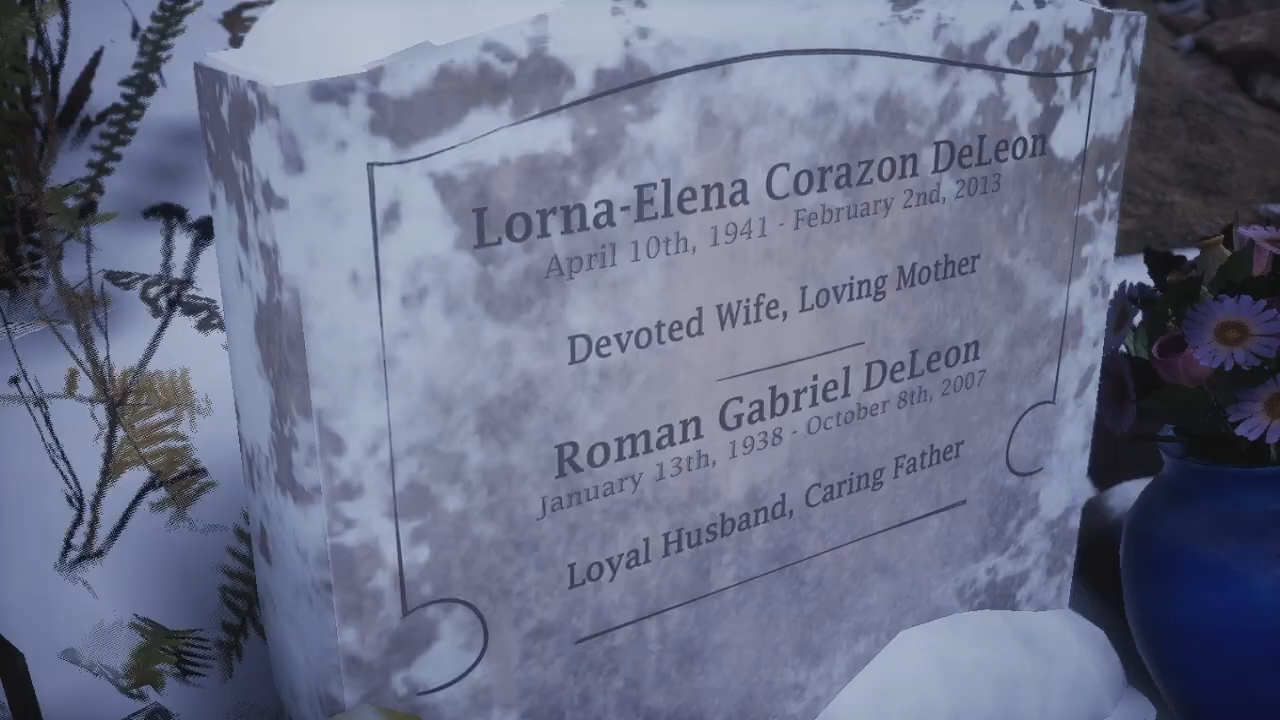 Lorna-Elena Corazon DeLeon
April 10th, 1941 - February 2nd, 2013
Devoted Wife, Loving Mother
Roman Gabriel DeLeon
January 13th, 1938 - October 8th, 2007
Loyal Husband, Caring Father